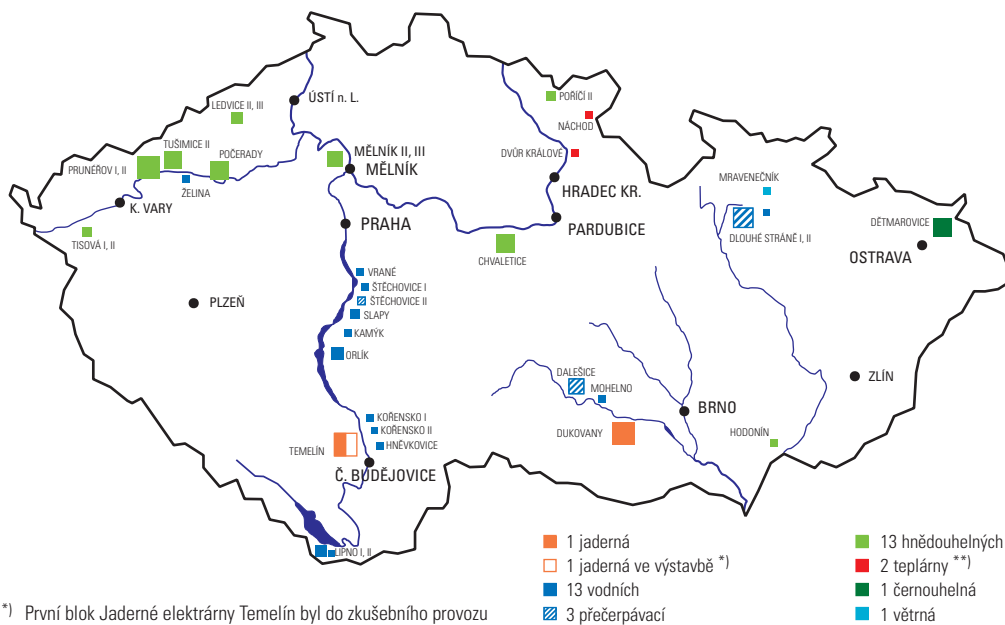 ÚSTÍ n. L.
LEDVICE II, III
POŘÍČÍ II
NÁCHOD
DVŮR KRÁLOVÉ
TUŠIMICE II
PRUNÉŘOV I, II
POČERADY
ŽELINA
MĚLNÍK II, III
MĚLNÍK
HRADEC KR.
MRAVENEČNÍK
K. VARY
PRAHA
PARDUBICE
DĚTMAROVICE
TISOVÁ I, II
DLOUHÉ STRÁNĚ I, II
CHVALETICE
OSTRAVA
VRANÉ
ŠTĚCHOVICE I
ŠTĚCHOVICE II
PLZEŇ
SLAPY
KAMÝK
ORLÍK
DALEŠICE
MOHELNO
ZLÍN
BRNO
KOŘENSKO I
KOŘENSKO II
HNĚVKOVICE
TEMELÍN
DUKOVANY
HODONÍN
Č. BUDĚJOVICE
LIPNO I, II
1 jaderná
1 jaderná ve výstavbě *)
13 vodních
3 přečerpávací
13 hnědouhelných
2 teplárny **)
1 černouhelná
1 větrná
*) První blok Jaderné elektrárny Temelín byl do zkušebního provozu